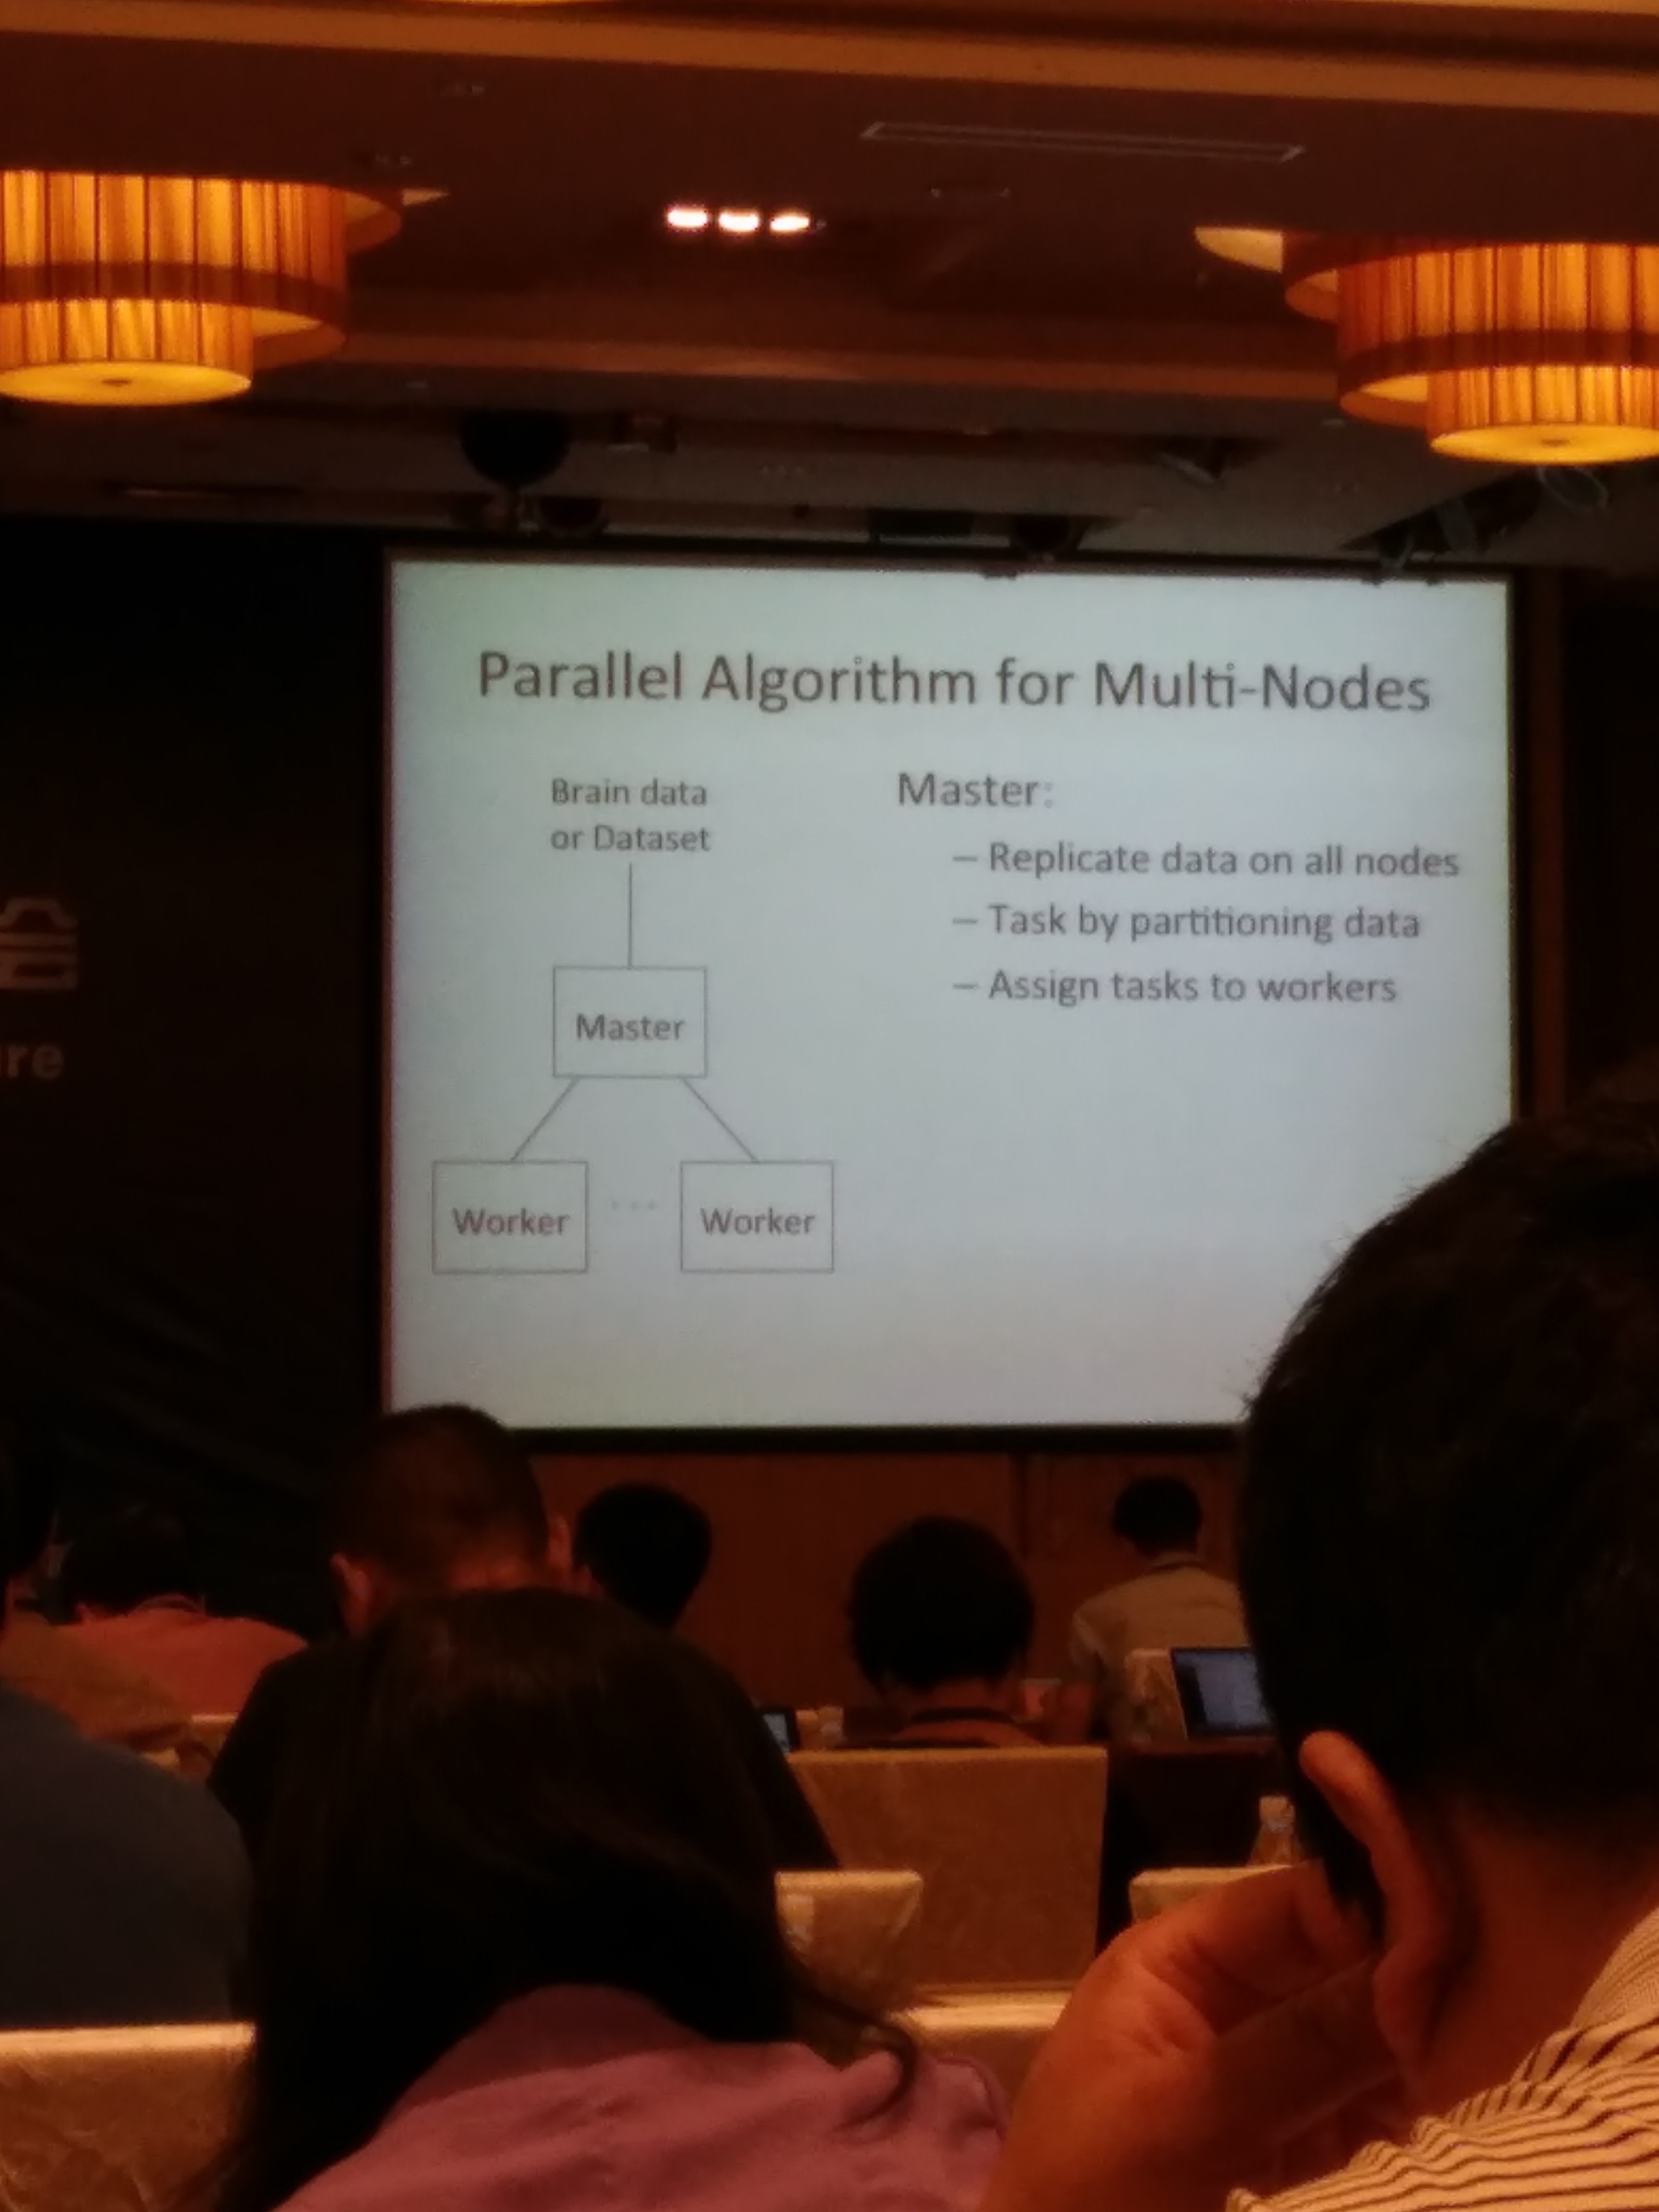 Parallel Algorithm for Multi-Nodes
Brain data
or Dataset
Master
Worker
...
Worker
Master:
– Replicate data on all nodes
– Task by partitioning data
– Assign tasks to workers